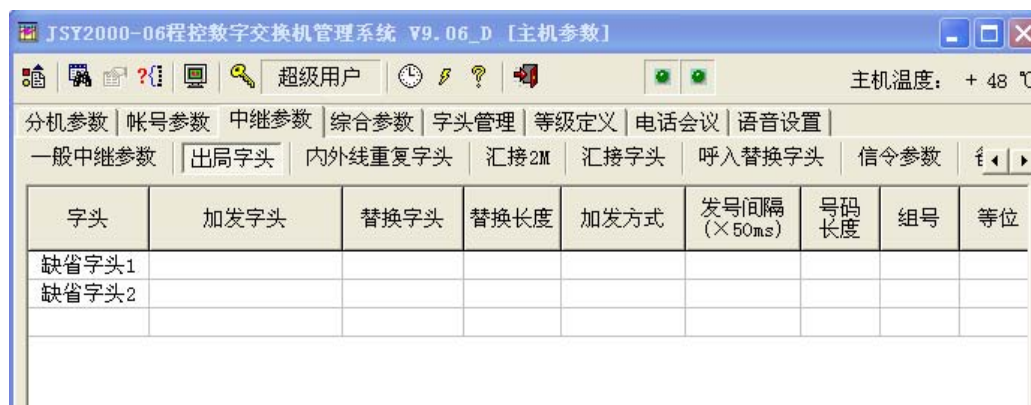 JSY2000-06程控数字交换机管理系统 V9.06_D [主机参数]
超级用户 主机温度: + 48 ℃
分机参数 帐号参数 中继参数 综合参数 字头管理 等级定义 电话会议 语音设置
一般中继参数 出局字头 内外线重复字头 汇接2M 汇接字头 呼入替换字头 信令参数
字头 加发字头 替换字头 替换长度 加发方式 发号间隔 (×50ms) 号码长度 组号 等位
缺省字头1
缺省字头2